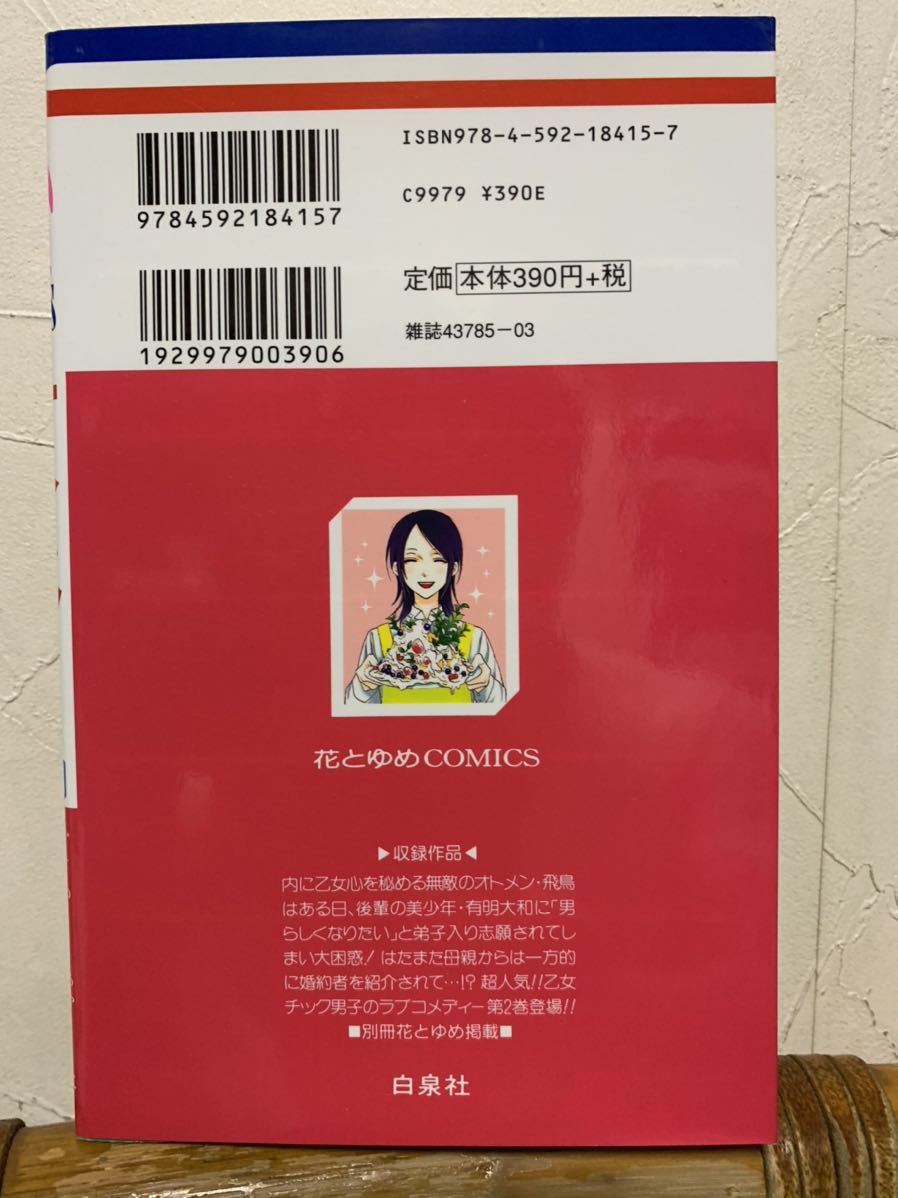 ISBN978-4-592-18415-7
9784592184157
C9979 ¥390E
定価 本体390円+税
1929979003906
雑誌43785-03
花とゆめCOMICS
▶収録作品◀
内に乙女心を秘める無敵のオトメン・飛鳥
はある日、後輩の美少年・有明大和に「男
らしくなりたい」と弟子入り志願されてし
まい大困惑! はたまた母親からは一方的
に婚約者を紹介されて…!? 超人気!!乙女
チック男子のラブコメディー第2巻登場!!
■別冊花とゆめ掲載■
白泉社